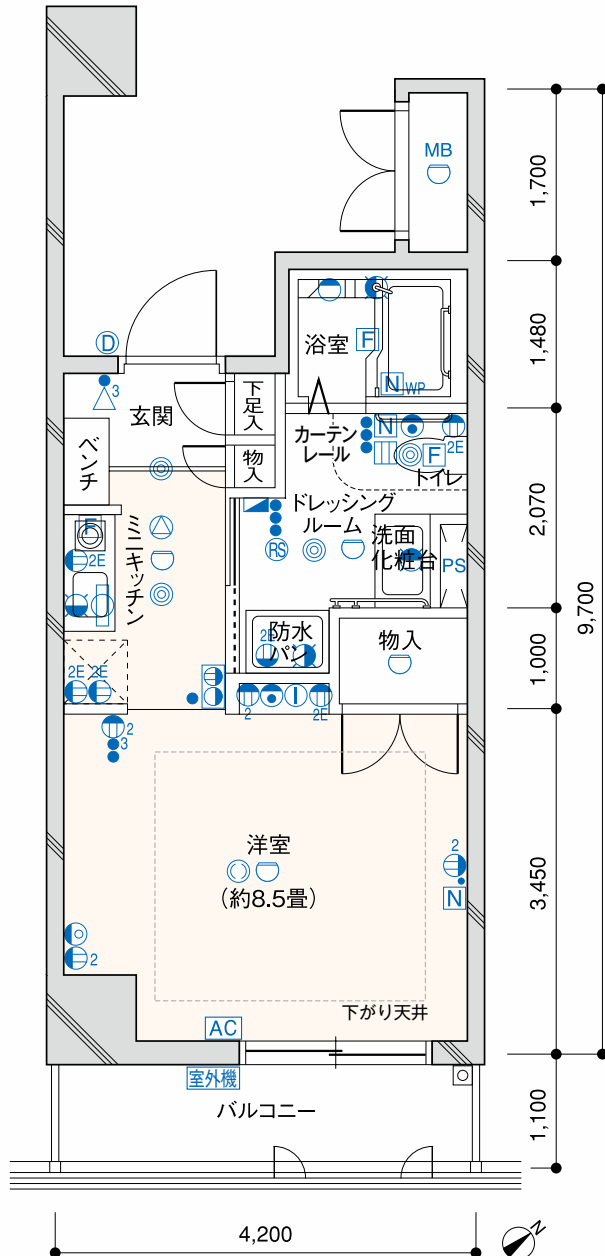 MB
1,700
浴室
F
N WP
1,480
D
3
玄関
下足入
ベンチ
物入
カーテンレール
N
2E
F
トイレ
2,070
ミニキッチン
F
2E
ドレッシングルーム
RS
洗面化粧台
PS
9,700
防水パン
2E
物入
1,000
2E 2E
2
2E
2
3
洋室
(約8.5畳)
2
N
3,450
2
下がり天井
AC
室外機
バルコニー
1,100
4,200
N